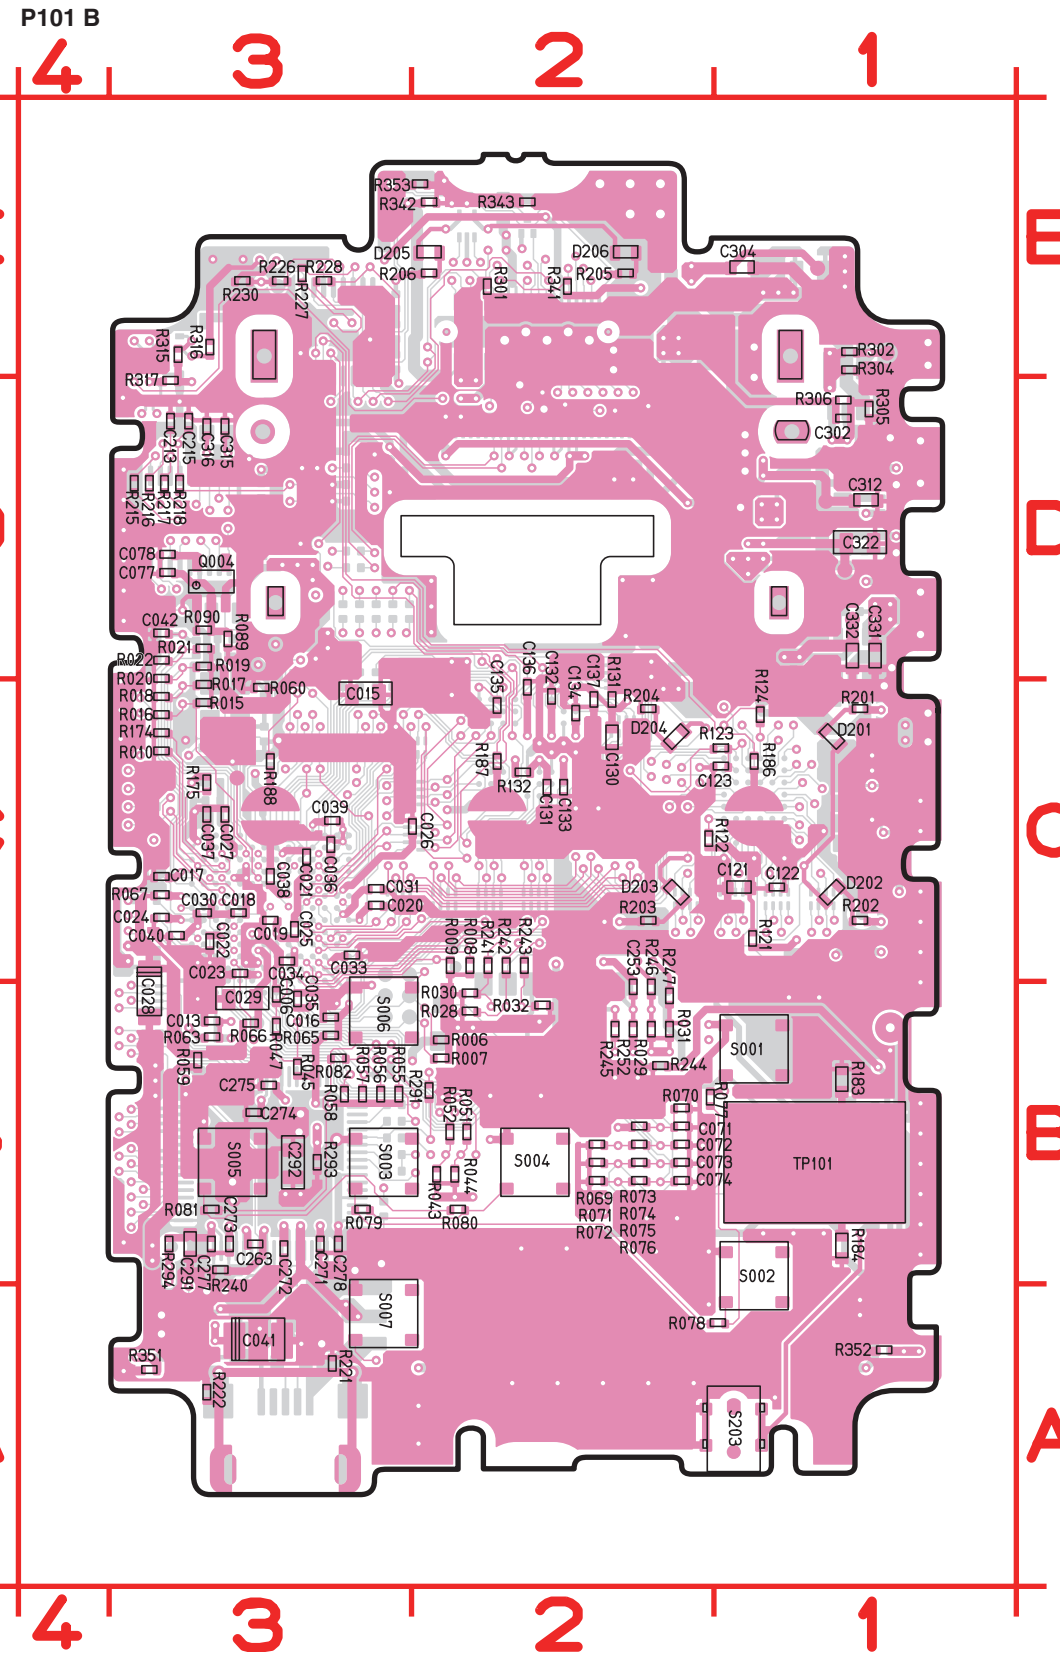 P101 B
4 3 2 1
R353
R342 R343
E
D205 D206 C304
R226 R228 R206 R205
R230 R227 R301 R341
R315 R316 R302
R304
R317
R306 R305
C302
C213 C215 C316 C315
C312
R215 R216 R217 R218
D
C322
C078 Q004
C077
C042 R090 R089 C332 C331
R021
R022 R019
R020 R017 R060 C015 C135 C136 C132 C134 C137 R131 R204 R124 R201
R018 R015
R016 D204 D201
R174 R123
R010 R187 R186
R175 R188 R132 C130 C123
C131 C133
C039
C037 C027 C026 R122 C
C036
C021
C017 C038 C031 D203 C121 C122 D202
R067 C030 C018 C020 R203 R202
C024
C040 C022 C019 C025 R009 R008 R241 R242 R243 R121
C033
C023 C034 C253 R246 R247
C028 C029 C006 C035 S006 R030 R032
C013 C016 R028
R063 R066 R065 R006 R245 R252 R029 R031 S001
R059 R047 R045 R082 R007 R244
C275 R057 R056 R055 R291 R183
R058 R070 R077
C274 R052 R051 C071
C072 B
S005 C292 R293 S003 S004 C073 TP101
R043 R044 C074
R069 R073
R081 C273 R079 R080 R071 R074
R072 R075
R294 C291 C277 C263 C272 C271 C278 R076 R184
R240 S002
S007
R078
C041
R351 R221 R352
R222
S203 A
4 3 2 1